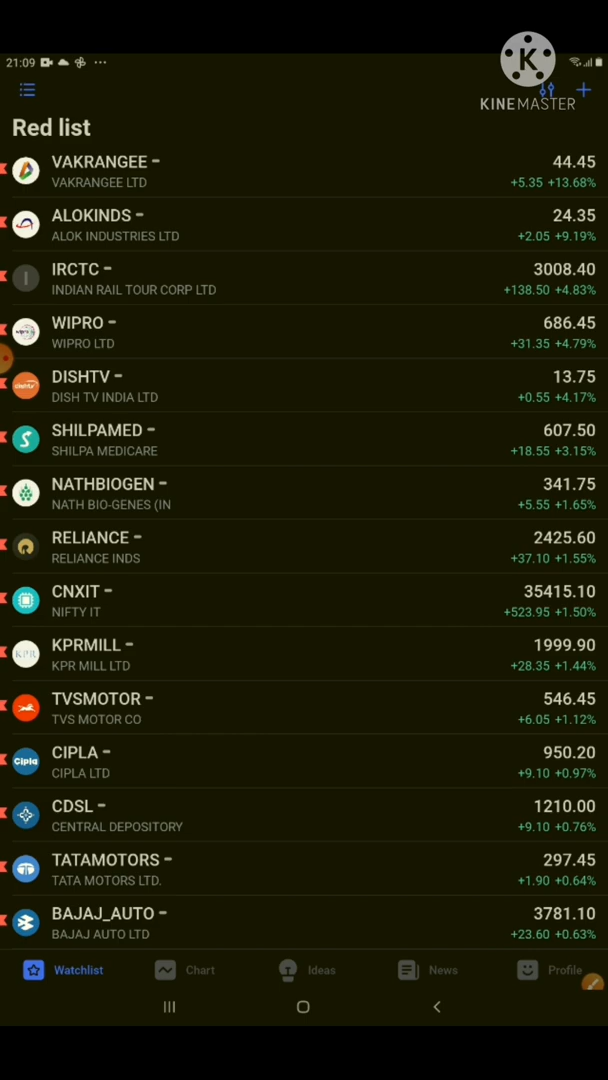 21:09
K
KINEMASTER
Red list
VAKRANGEE
44.45
VAKRANGEE LTD
+5.35 +13.68%
ALOKINDS
24.35
ALOK INDUSTRIES LTD
+2.05 +9.19%
I
IRCTC
3008.40
INDIAN RAIL TOUR CORP LTD
+138.50 +4.83%
wipro
WIPRO
686.45
WIPRO LTD
+31.35 +4.79%
dishtv
DISHTV
13.75
DISH TV INDIA LTD
+0.55 +4.17%
SHILPAMED
607.50
SHILPA MEDICARE
+18.55 +3.15%
NATHBIOGEN
341.75
NATH BIO-GENES (IN
+5.55 +1.65%
RELIANCE
2425.60
RELIANCE INDS
+37.10 +1.55%
CNXIT
35415.10
NIFTY IT
+523.95 +1.50%
KPR
KPRMILL
1999.90
KPR MILL LTD
+28.35 +1.44%
TVSMOTOR
546.45
TVS MOTOR CO
+6.05 +1.12%
Cipla
CIPLA
950.20
CIPLA LTD
+9.10 +0.97%
CDSL
1210.00
CENTRAL DEPOSITORY
+9.10 +0.76%
TATAMOTORS
297.45
TATA MOTORS LTD.
+1.90 +0.64%
BAJAJ_AUTO
3781.10
BAJAJ AUTO LTD
+23.60 +0.63%
Watchlist
Chart
Ideas
News
Profile